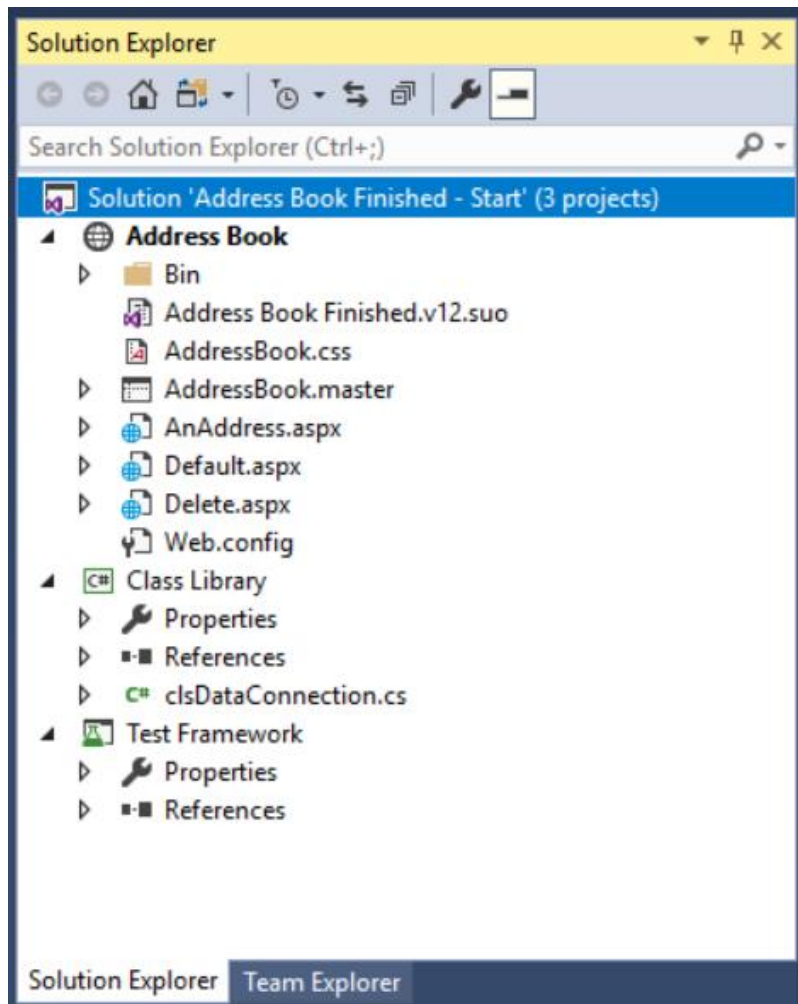 Solution Explorer
Search Solution Explorer (Ctrl+;)
Solution 'Address Book Finished - Start' (3 projects)
Address Book
Bin
Address Book Finished.v12.suo
AddressBook.css
AddressBook.master
AnAddress.aspx
Default.aspx
Delete.aspx
Web.config
C# Class Library
Properties
References
C# clsDataConnection.cs
Test Framework
Properties
References
Solution Explorer Team Explorer